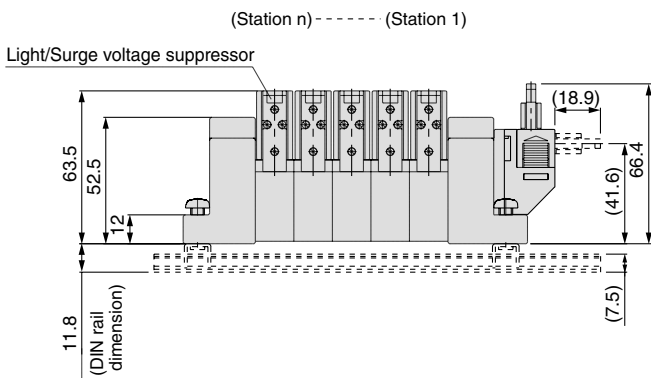 (Station n) - - - - - - - (Station 1)
Light/Surge voltage suppressor
(18.9)
63.5
52.5
12
66.4
(41.6)
11.8
(DIN rail
dimension)
(7.5)